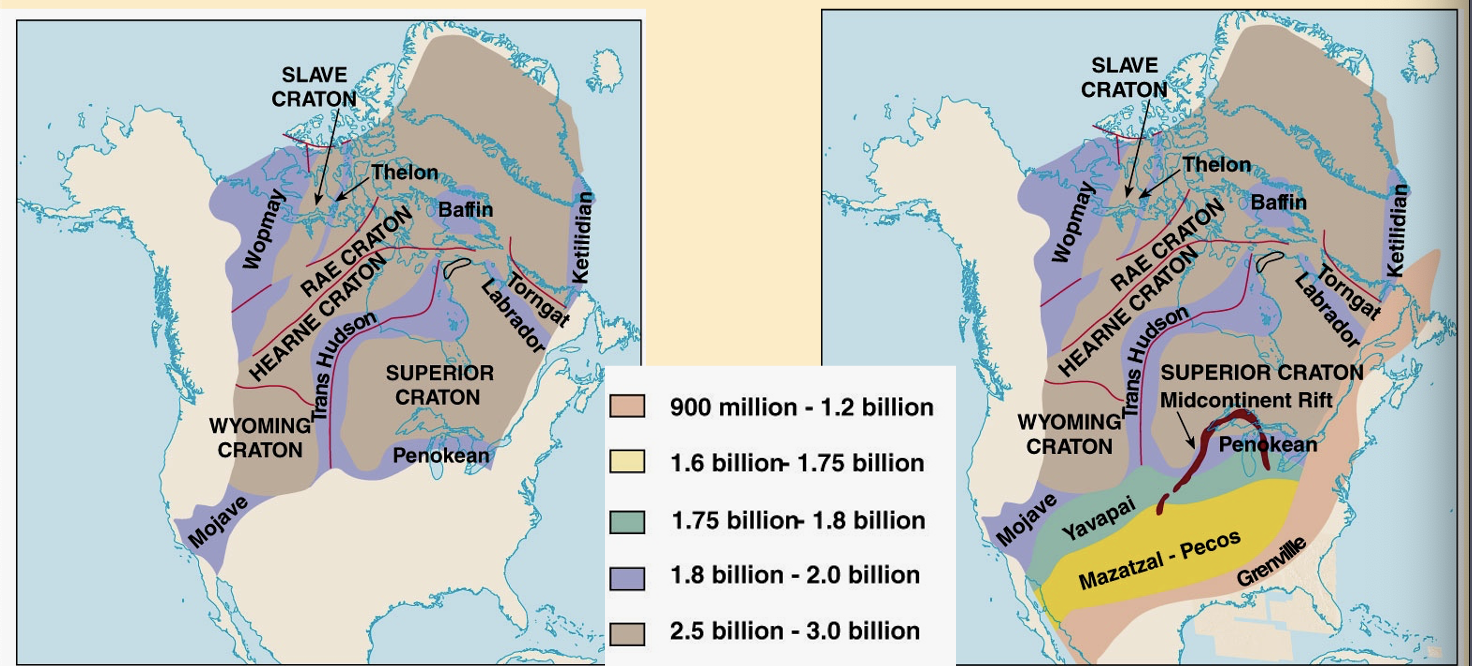 SLAVE
CRATON
Thelon
Baffin
Wopmay
RAE CRATON
HEARNE CRATON
Ketilidian
Torngat
Labrador
Trans Hudson
SUPERIOR
CRATON
WYOMING
CRATON
Penokean
Mojave
900 million - 1.2 billion
1.6 billion- 1.75 billion
1.75 billion- 1.8 billion
1.8 billion - 2.0 billion
2.5 billion - 3.0 billion
SLAVE
CRATON
Thelon
Baffin
Wopmay
RAE CRATON
HEARNE CRATON
Ketilidian
Torngat
Labrador
Trans Hudson
SUPERIOR CRATON
Midcontinent Rift
WYOMING
CRATON
Penokean
Mojave
Yavapai
Mazatzal - Pecos
Grenvillle